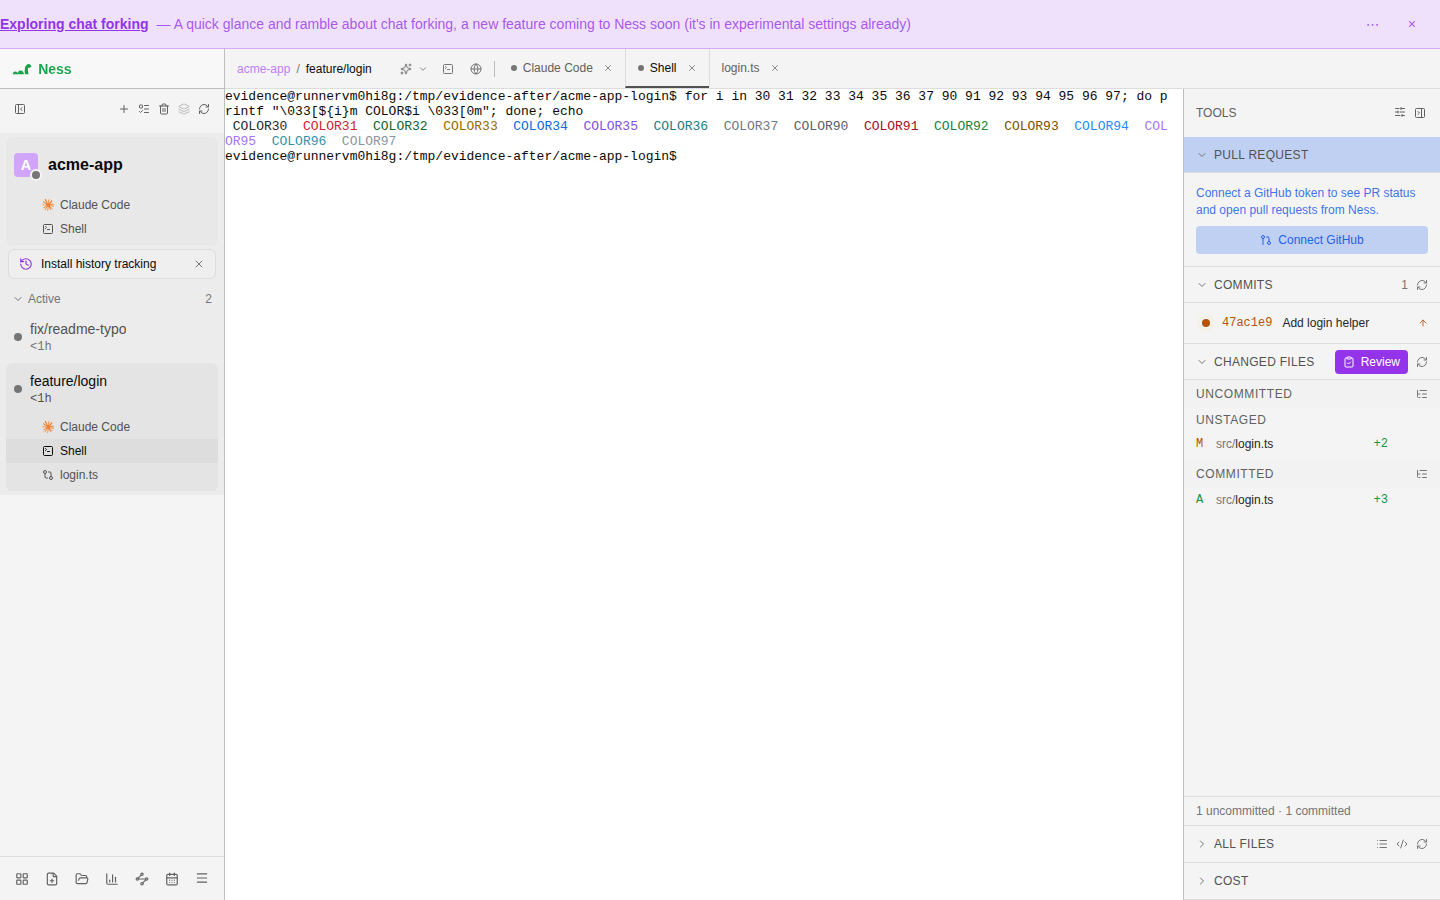 Exploring chat forking — A quick glance and ramble about chat forking, a new feature coming to Ness soon (it's in experimental settings already)
Ness
acme-app / feature/login
Claude Code
Shell
login.ts
A acme-app
Claude Code
Shell
Install history tracking
Active 2
fix/readme-typo
<1h
feature/login
<1h
Claude Code
Shell
login.ts
evidence@runnervm0hi8g:/tmp/evidence-after/acme-app-login$ for i in 30 31 32 33 34 35 36 37 90 91 92 93 94 95 96 97; do p
rintf "\033[${i}m COLOR$i \033[0m"; done; echo
COLOR30 COLOR31 COLOR32 COLOR33 COLOR34 COLOR35 COLOR36 COLOR37 COLOR90 COLOR91 COLOR92 COLOR93 COLOR94 COL
OR95 COLOR96 COLOR97
evidence@runnervm0hi8g:/tmp/evidence-after/acme-app-login$
TOOLS
PULL REQUEST
Connect a GitHub token to see PR status
and open pull requests from Ness.
Connect GitHub
COMMITS 1
47ac1e9 Add login helper
CHANGED FILES Review
UNCOMMITTED
UNSTAGED
M src/login.ts +2
COMMITTED
A src/login.ts +3
1 uncommitted · 1 committed
ALL FILES
COST